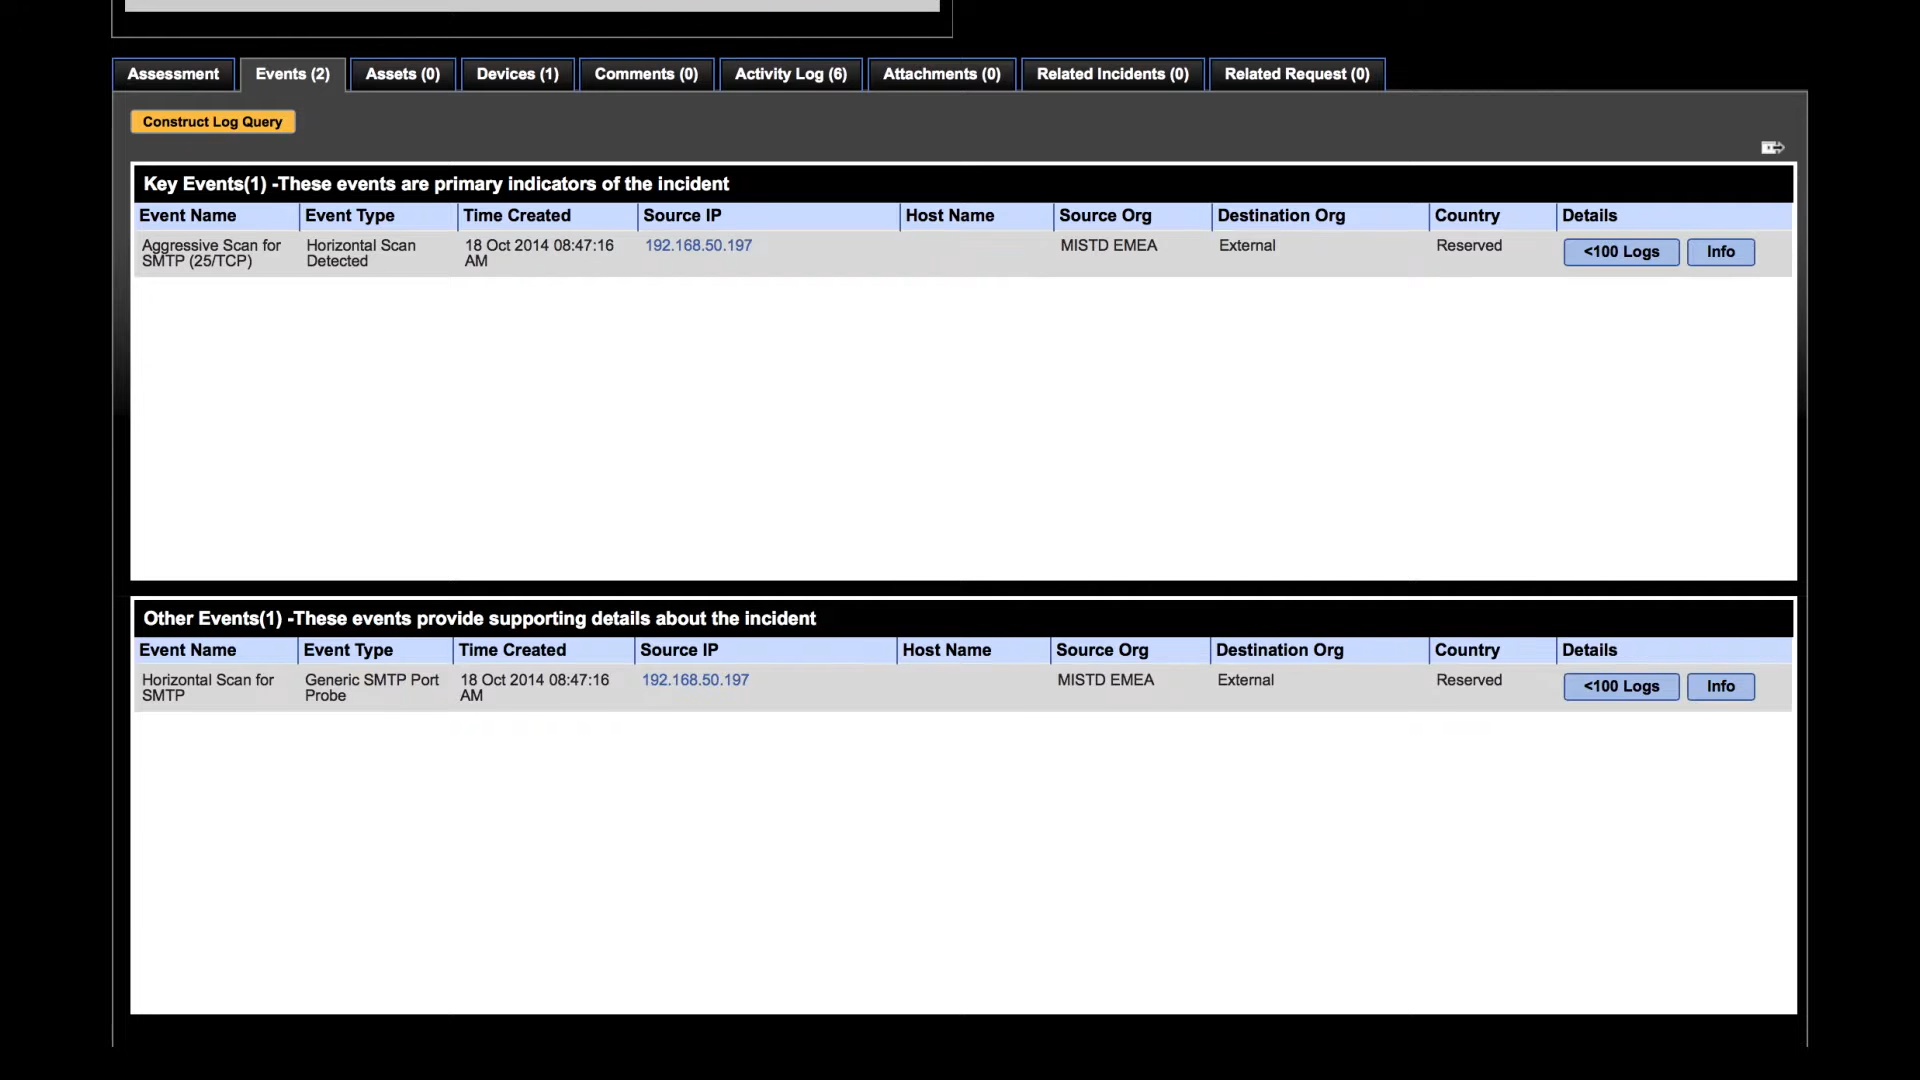 Assessment Events (2) Assets (0) Devices (1) Comments (0) Activity Log (6) Attachments (0) Related Incidents (0) Related Request (0)
Construct Log Query
Key Events(1) -These events are primary indicators of the incident
Event Name Event Type Time Created Source IP Host Name Source Org Destination Org Country Details
Aggressive Scan for Horizontal Scan 18 Oct 2014 08:47:16 192.168.50.197 MISTD EMEA External Reserved <100 Logs Info
SMTP (25/TCP) Detected AM
Other Events(1) -These events provide supporting details about the incident
Event Name Event Type Time Created Source IP Host Name Source Org Destination Org Country Details
Horizontal Scan for Generic SMTP Port 18 Oct 2014 08:47:16 192.168.50.197 MISTD EMEA External Reserved <100 Logs Info
SMTP Probe AM